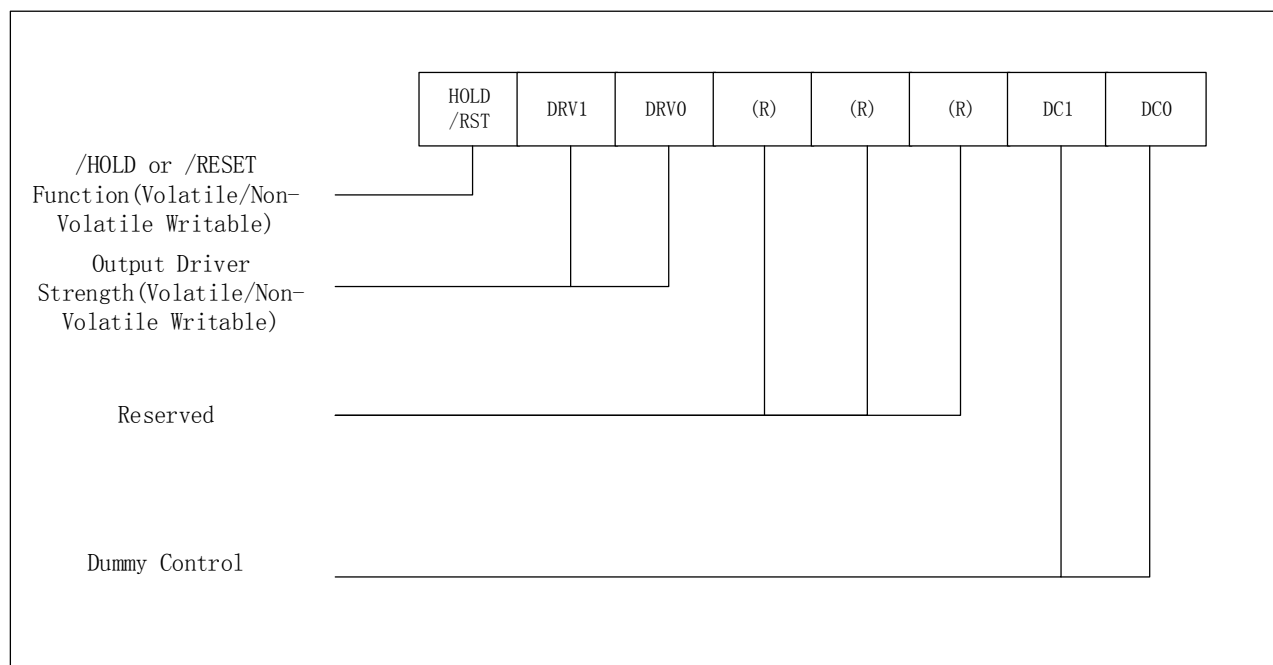 HOLD
/RST
DRV1
DRV0
(R)
(R)
(R)
DC1
DC0
/HOLD or /RESET
Function(Volatile/Non-
Volatile Writable)
Output Driver
Strength(Volatile/Non-
Volatile Writable)
Reserved
Dummy Control